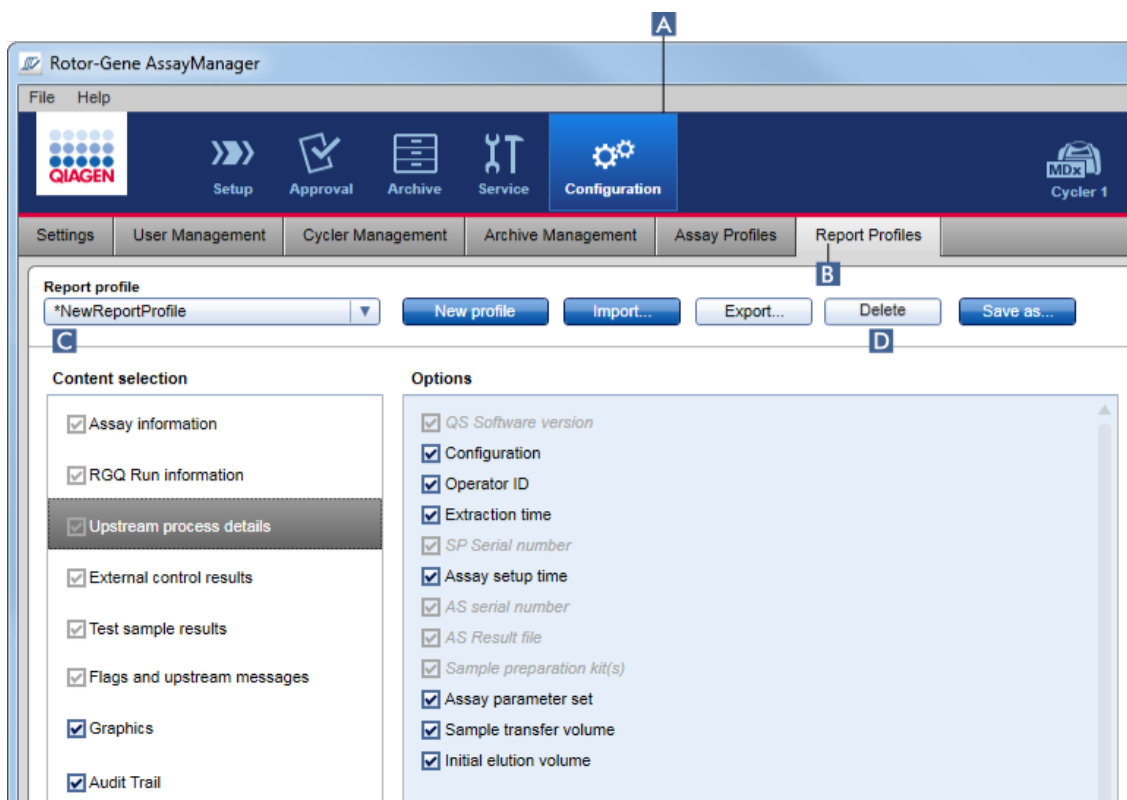 A
Rotor-Gene AssayManager
File Help
QIAGEN
Setup Approval Archive Service Configuration
MDx
Cycler 1
Settings User Management Cycler Management Archive Management Assay Profiles Report Profiles
B
Report profile
*NewReportProfile New profile Import... Export... Delete Save as...
C D
Content selection
Assay information
RGQ Run information
Upstream process details
External control results
Test sample results
Flags and upstream messages
Graphics
Audit Trail
Options
QS Software version
Configuration
Operator ID
Extraction time
SP Serial number
Assay setup time
AS serial number
AS Result file
Sample preparation kit(s)
Assay parameter set
Sample transfer volume
Initial elution volume